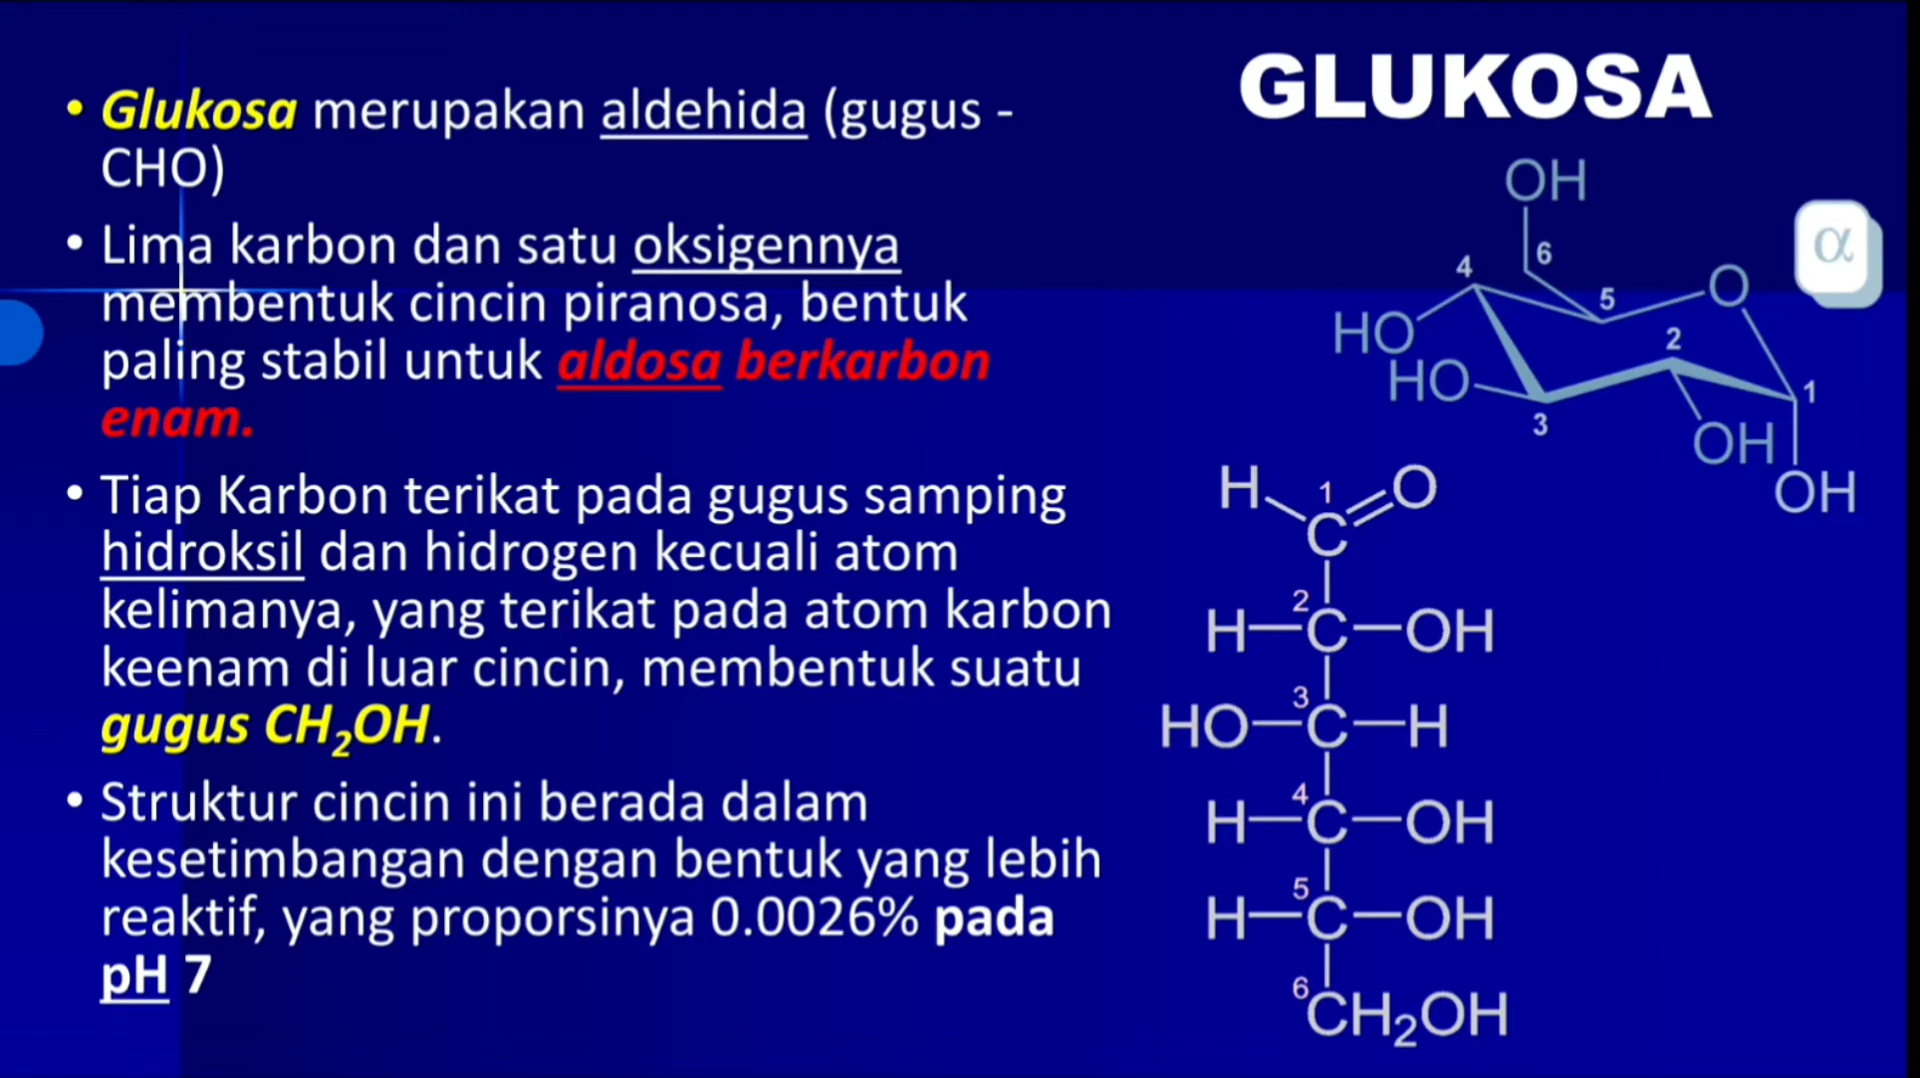 GLUKOSA
• Glukosa merupakan aldehida (gugus -
CHO)
• Lima karbon dan satu oksigennya
membentuk cincin piranosa, bentuk
paling stabil untuk aldosa berkarbon
enam.
• Tiap Karbon terikat pada gugus samping
hidroksil dan hidrogen kecuali atom
kelimanya, yang terikat pada atom karbon
keenam di luar cincin, membentuk suatu
gugus CH₂OH.
• Struktur cincin ini berada dalam
kesetimbangan dengan bentuk yang lebih
reaktif, yang proporsinya 0.0026% pada
pH 7
OH
α
6
4
5
O
HO
2
HO
1
3
OH
OH
H 1 O
C
2
H—C—OH
3
HO—C—H
4
H—C—OH
5
H—C—OH
6
CH₂OH